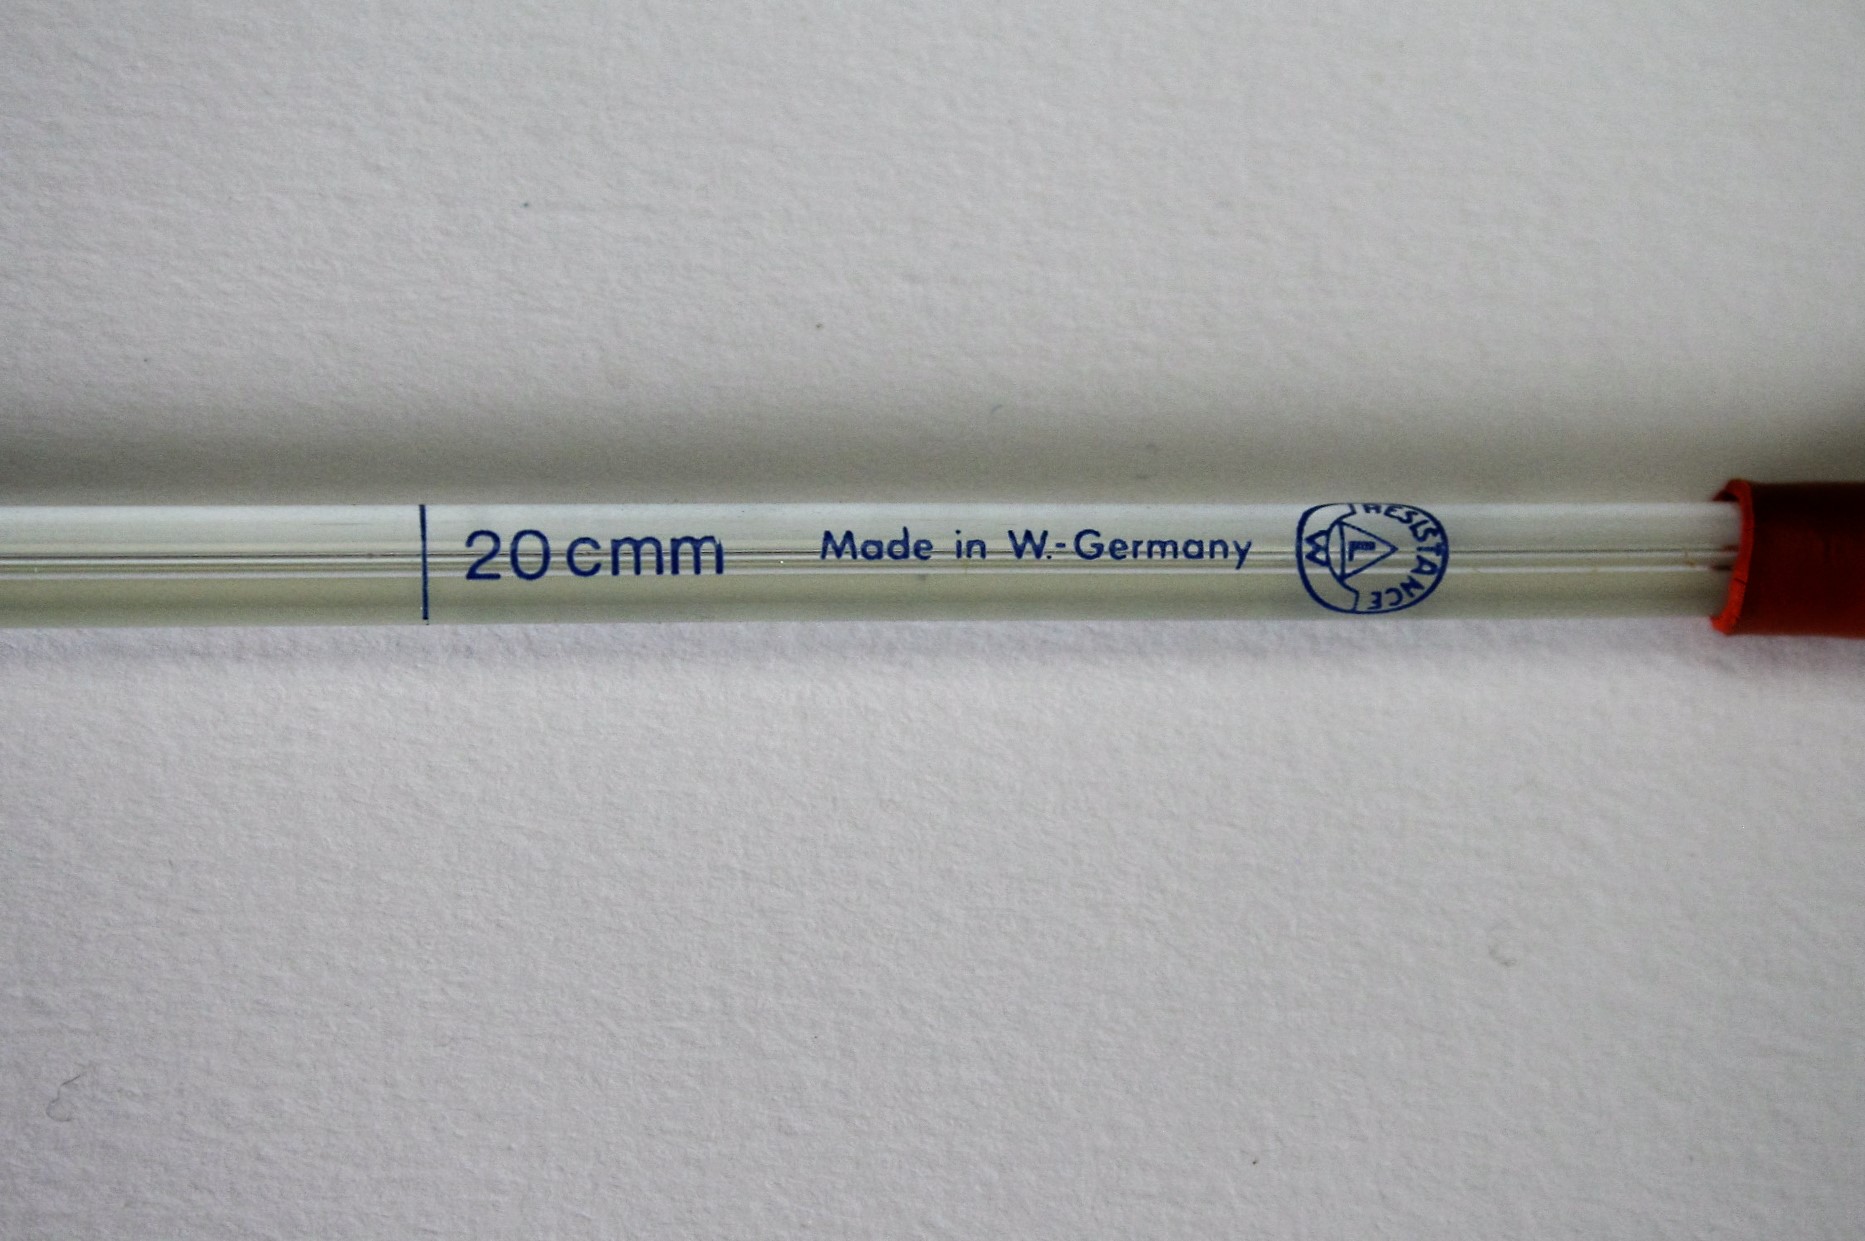 20 cmm Made in W.-Germany
RESISTANCE
W
L